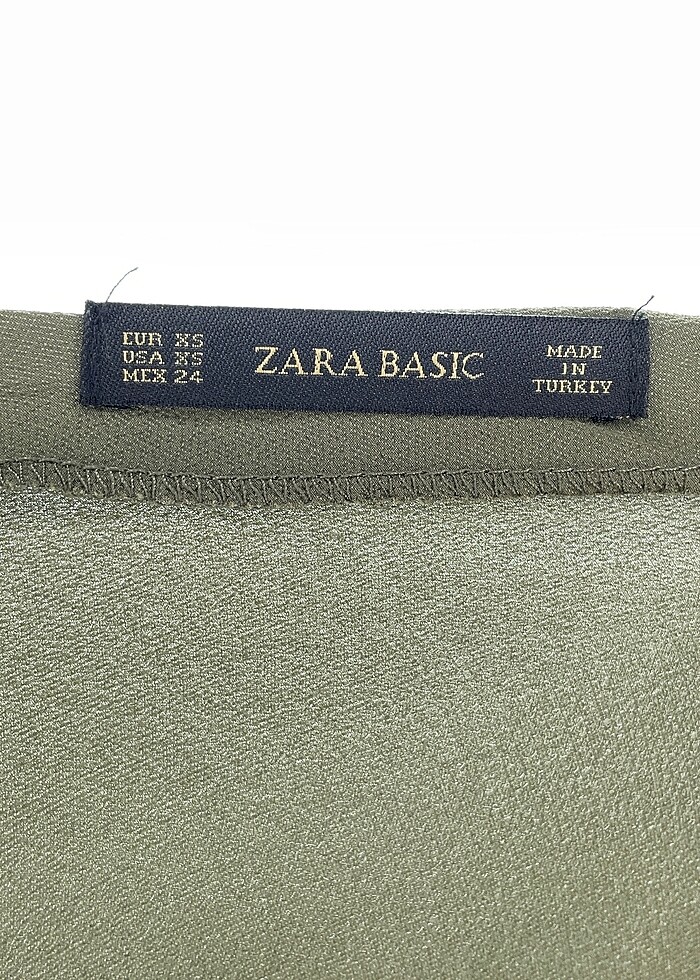 EUR XS
USA XS
MEX 24
ZARA BASIC
MADE
IN
TURKEY